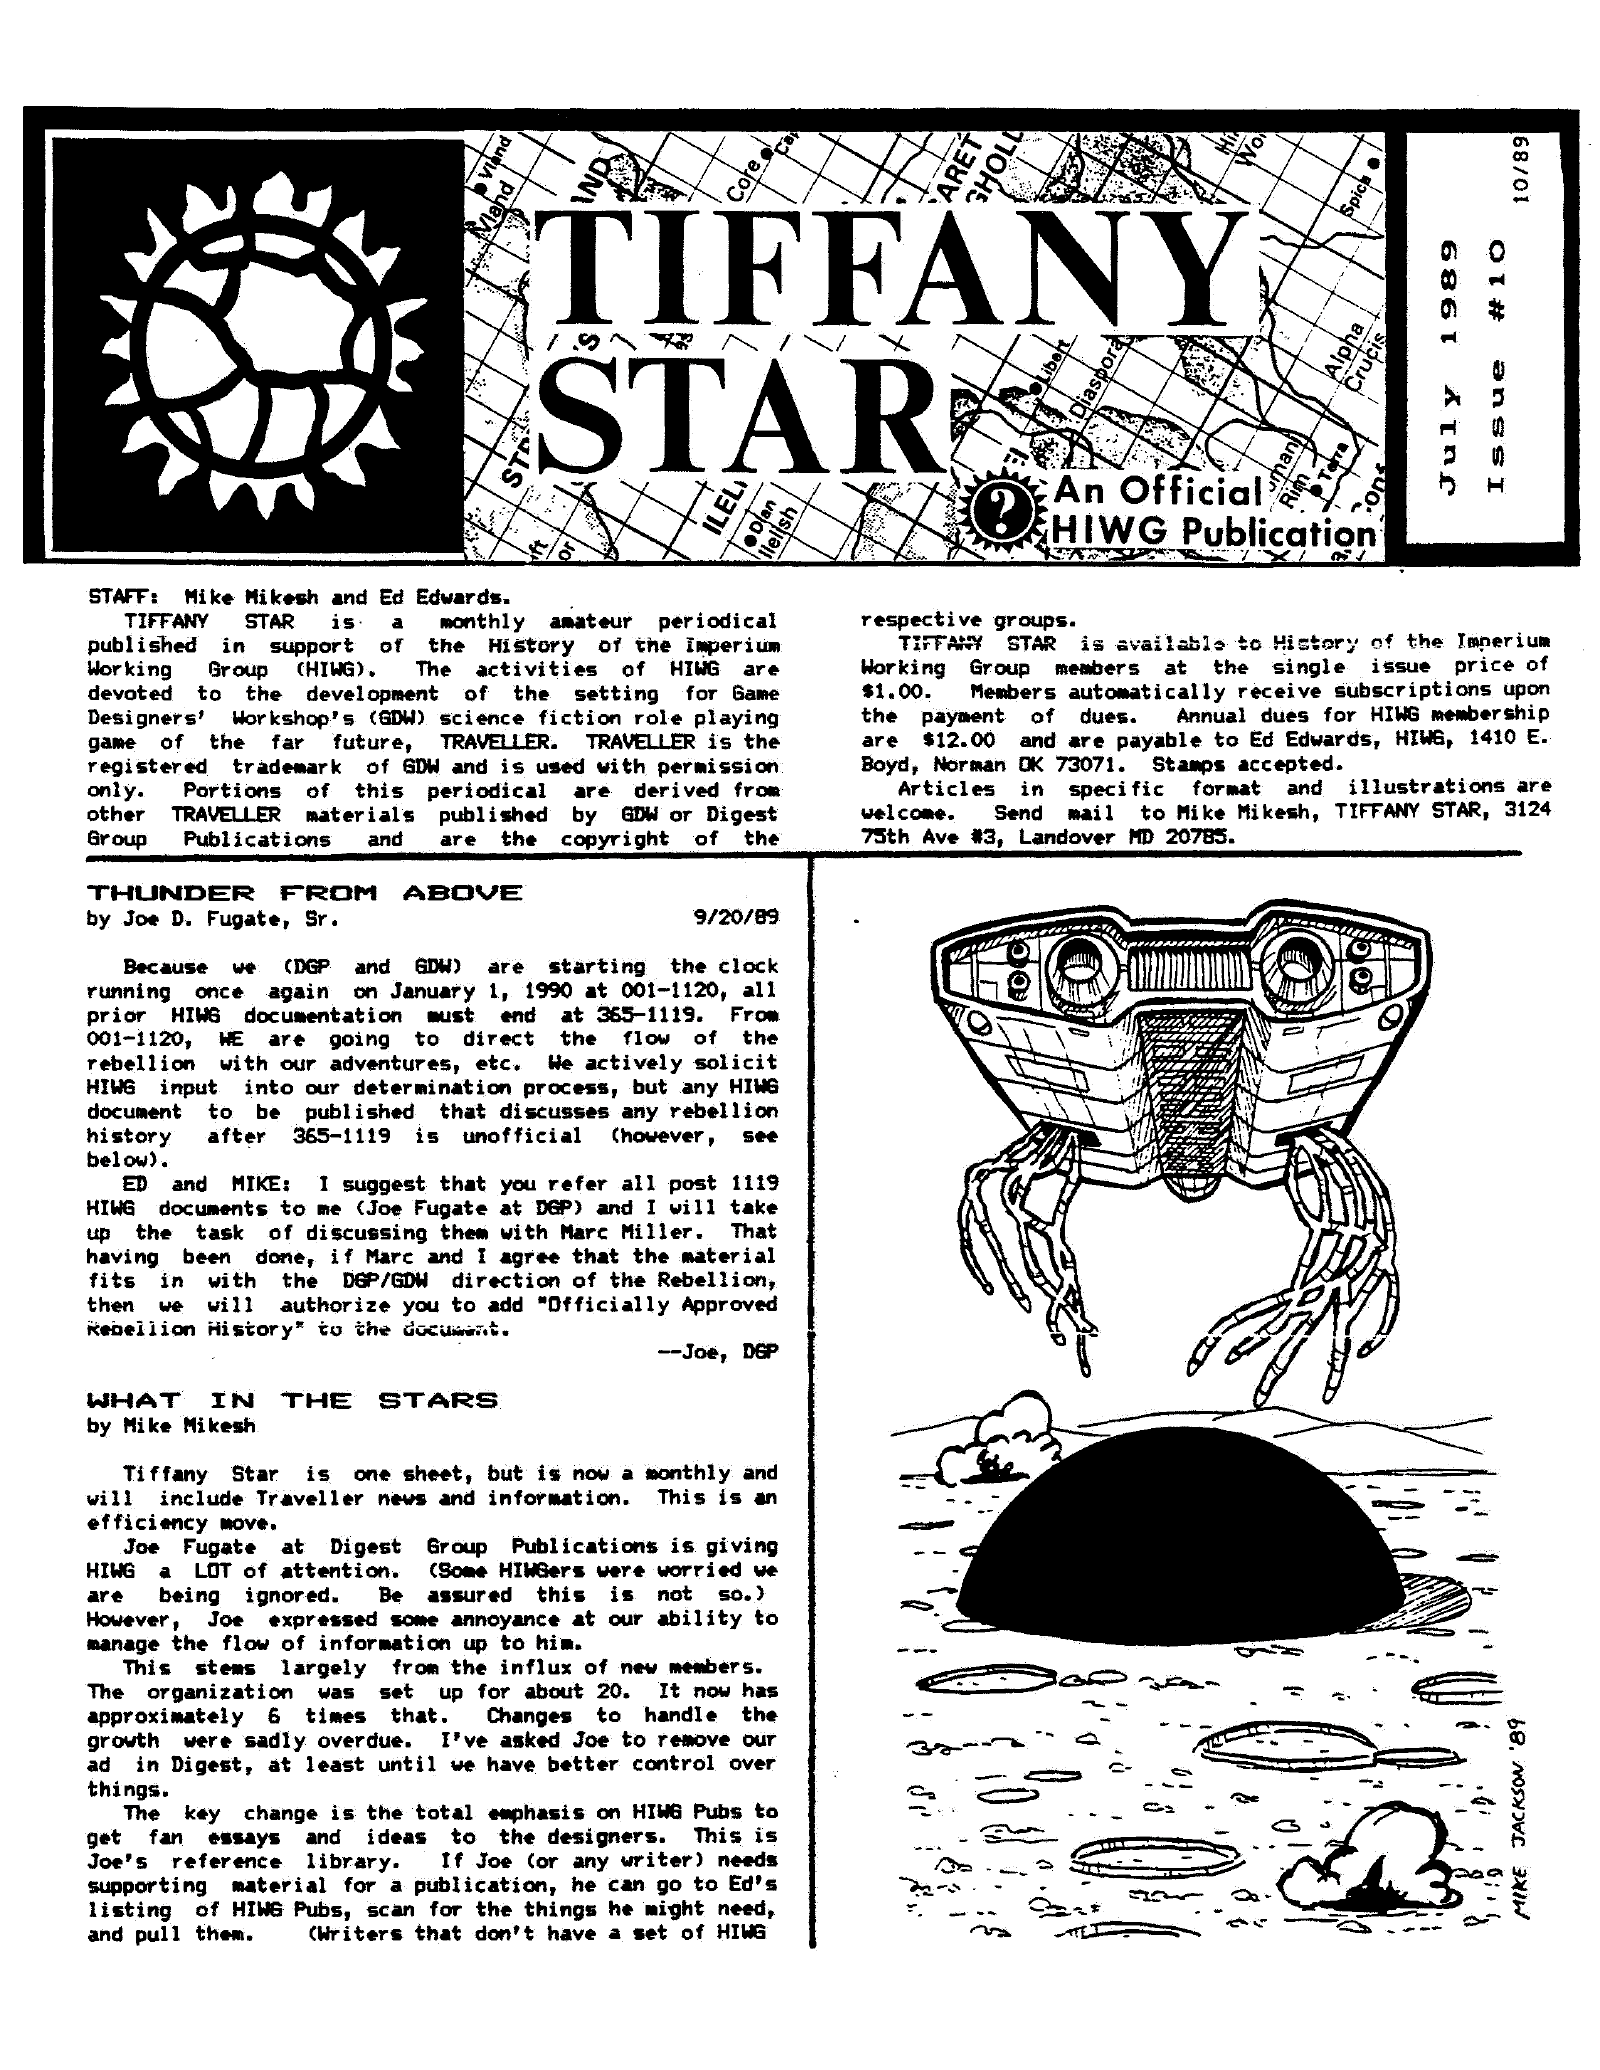 Vland
Vland
Core
Spica
TIFFANY
STAR
Libert
Diaspora
Alpha
Crucis
Dian
Ilelish
Rim
Terra
An Official
HIWG Publication
July 1989
Issue #10
10/89
STAFF:  Mike Mikesh and Ed Edwards.
TIFFANY STAR is a monthly amateur periodical
published in support of the History of the Imperium
Working Group (HIWG). The activities of HIWG are
devoted to the development of the setting for Game
Designers' Workshop's (GDW) science fiction role playing
game of the far future, TRAVELLER. TRAVELLER is the
registered trademark of GDW and is used with permission
only. Portions of this periodical are derived from
other TRAVELLER materials published by GDW or Digest
Group Publications and are the copyright of the
respective groups.
TIFFANY STAR is available to History of the Imperium
Working Group members at the single issue price of
$1.00. Members automatically receive subscriptions upon
the payment of dues. Annual dues for HIWG membership
are $12.00 and are payable to Ed Edwards, HIWG, 1410 E.
Boyd, Norman OK 73071. Stamps accepted.
Articles in specific format and illustrations are
welcome. Send mail to Mike Mikesh, TIFFANY STAR, 3124
75th Ave #3, Landover MD 20785.
THUNDER FROM ABOVE
by Joe D. Fugate, Sr. 9/20/89
Because we (DGP and GDW) are starting the clock
running once again on January 1, 1990 at 001-1120, all
prior HIWG documentation must end at 365-1119. From
001-1120, WE are going to direct the flow of the
rebellion with our adventures, etc. We actively solicit
HIWG input into our determination process, but any HIWG
document to be published that discusses any rebellion
history after 365-1119 is unofficial (however, see
below).
ED and MIKE: I suggest that you refer all post 1119
HIWG documents to me (Joe Fugate at DGP) and I will take
up the task of discussing them with Marc Miller. That
having been done, if Marc and I agree that the material
fits in with the DGP/GDW direction of the Rebellion,
then we will authorize you to add "Officially Approved
Rebellion History" to the document.
--Joe, DGP
WHAT IN THE STARS
by Mike Mikesh
Tiffany Star is one sheet, but is now a monthly and
will include Traveller news and information. This is an
efficiency move.
Joe Fugate at Digest Group Publications is giving
HIWG a LOT of attention. (Some HIWGers were worried we
are being ignored. Be assured this is not so.)
However, Joe expressed some annoyance at our ability to
manage the flow of information up to him.
This stems largely from the influx of new members.
The organization was set up for about 20. It now has
approximately 6 times that. Changes to handle the
growth were sadly overdue. I've asked Joe to remove our
ad in Digest, at least until we have better control over
things.
The key change is the total emphasis on HIWG Pubs to
get fan essays and ideas to the designers. This is
Joe's reference library. If Joe (or any writer) needs
supporting material for a publication, he can go to Ed's
listing of HIWG Pubs, scan for the things he might need,
and pull them. (Writers that don't have a set of HIWG
MIKE JACKSON '89